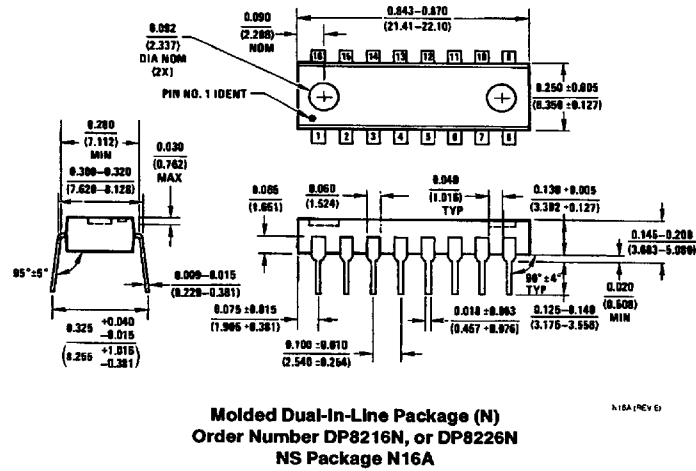 0.092
(2.337)
DIA NOM
(2X)
0.090
(2.286)
NOM
0.843–0.870
(21.41–22.10)
16 15 14 13 12 11 10 9
PIN NO. 1 IDENT
0.250 ±0.005
(6.350 ±0.127)
1 2 3 4 5 6 7 8
0.280
(7.112)
MIN
0.300–0.320
(7.620–8.128)
0.030
(0.762)
MAX
0.065
(1.651)
0.060
(1.524)
0.040
(1.016)
TYP
0.130 ±0.005
(3.302 ±0.127)
0.145–0.200
(3.683–5.080)
95°±5°
0.009–0.015
(0.229–0.381)
90°±4°
TYP
0.020
(0.508)
MIN
0.125–0.140
(3.175–3.556)
0.075 ±0.015
(1.905 ±0.381)
0.018 ±0.003
(0.457 ±0.076)
0.325 +0.040
−0.015
(8.255 +1.016
−0.381)
0.100 ±0.010
(2.540 ±0.254)
N16A (REV E)
Molded Dual-In-Line Package (N)
Order Number DP8216N, or DP8226N
NS Package N16A